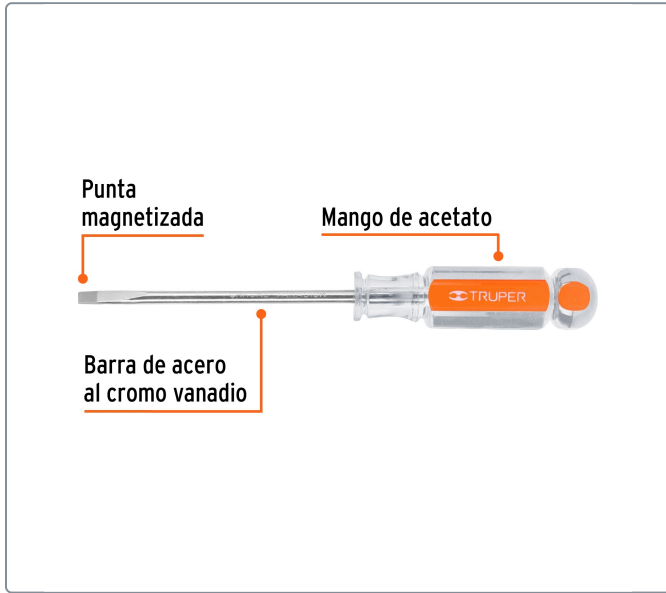 Punta
magnetizada
Mango de acetato
TRUPER
Barra de acero
al cromo vanadio